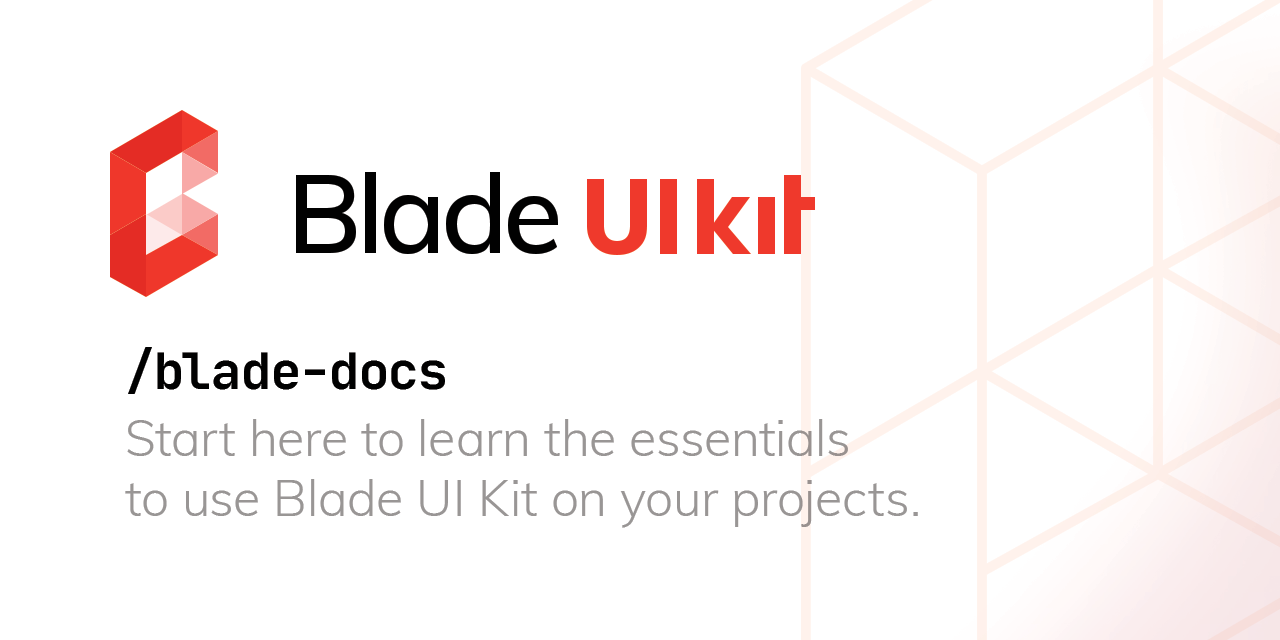 Blade UI kit
/blade-docs
Start here to learn the essentials
to use Blade UI Kit on your projects.